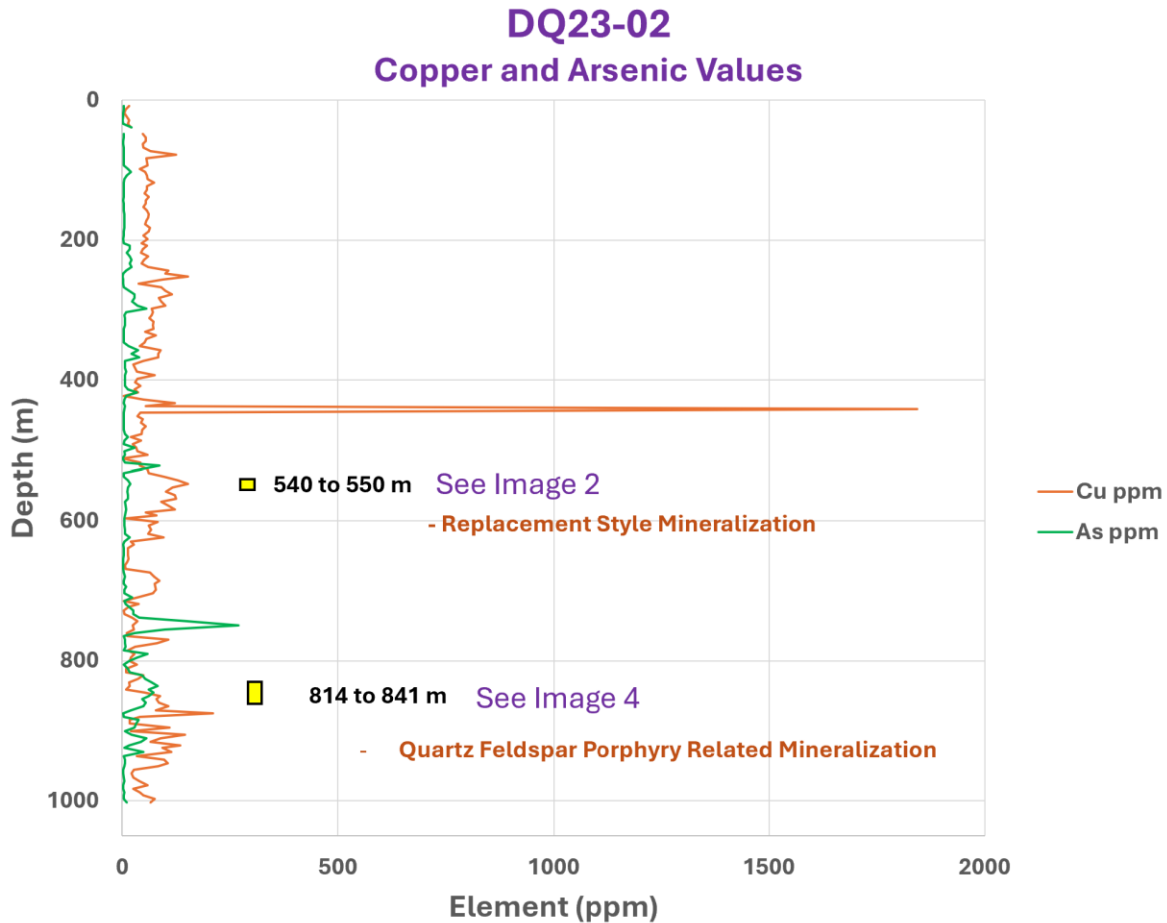 DQ23-02
Copper and Arsenic Values
0
200
400
600
800
1000
Depth (m)
540 to 550 m See Image 2
- Replacement Style Mineralization
814 to 841 m See Image 4
- Quartz Feldspar Porphyry Related Mineralization
Cu ppm
As ppm
0 500 1000 1500 2000
Element (ppm)